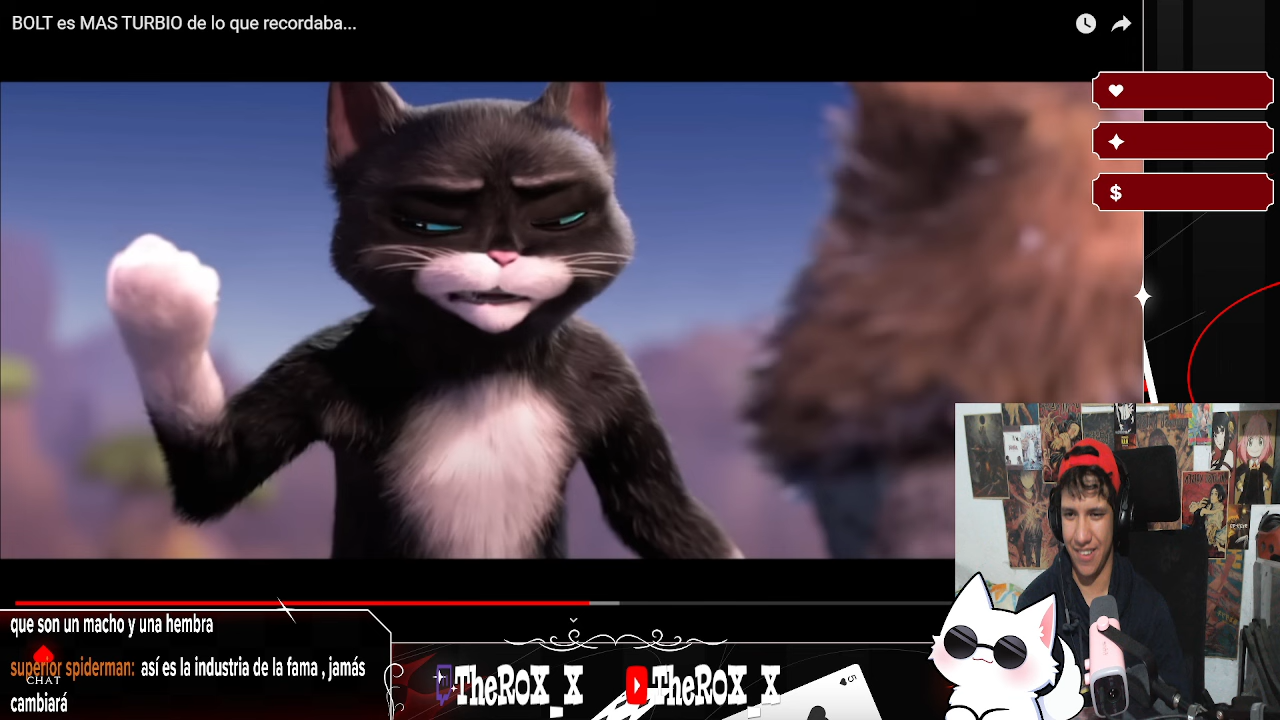 BOLT es MAS TURBIO de lo que recordaba...
$
que son un macho y una hembra
superior spiderman: así es la industria de la fama , jamás
cambiará
CHAT
TheROX_X
TheROX_X
5